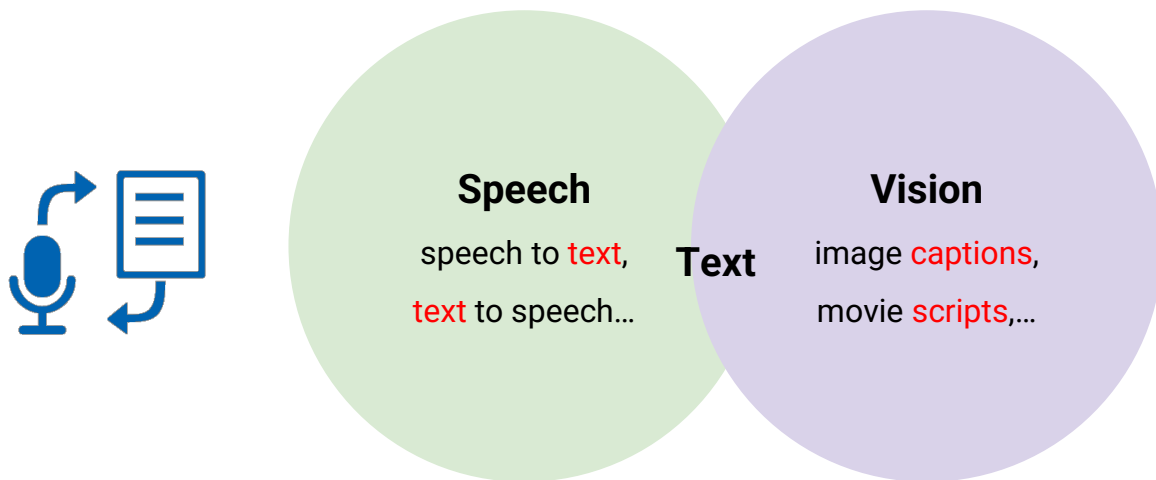 Speech
speech to text,
text to speech…
Text
Vision
image captions,
movie scripts,…